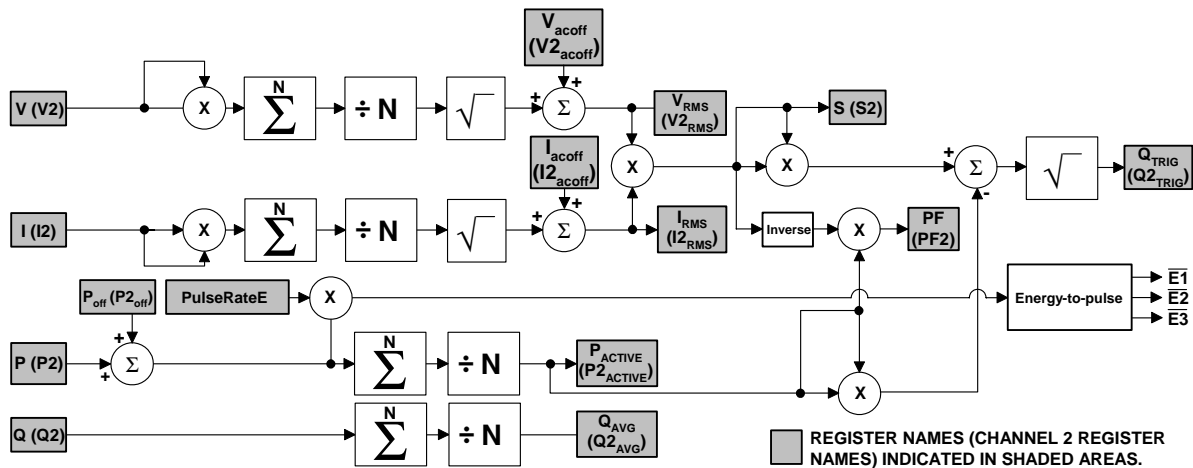 V_acoff
(V2_acoff)
V (V2)
X
N
Σ
÷ N
√
+
+
Σ
V_RMS
(V2_RMS)
S (S2)
I_acoff
(I2_acoff)
X
X
+
Σ
-
√
Q_TRIG
(Q2_TRIG)
I (I2)
X
N
Σ
÷ N
√
+
+
Σ
I_RMS
(I2_RMS)
Inverse
X
PF
(PF2)
P_off (P2_off)
PulseRateE
X
Energy-to-pulse
E1
E2
E3
+
P (P2)
+
Σ
N
Σ
÷ N
P_ACTIVE
(P2_ACTIVE)
X
Q (Q2)
N
Σ
÷ N
Q_AVG
(Q2_AVG)
REGISTER NAMES (CHANNEL 2 REGISTER
NAMES) INDICATED IN SHADED AREAS.